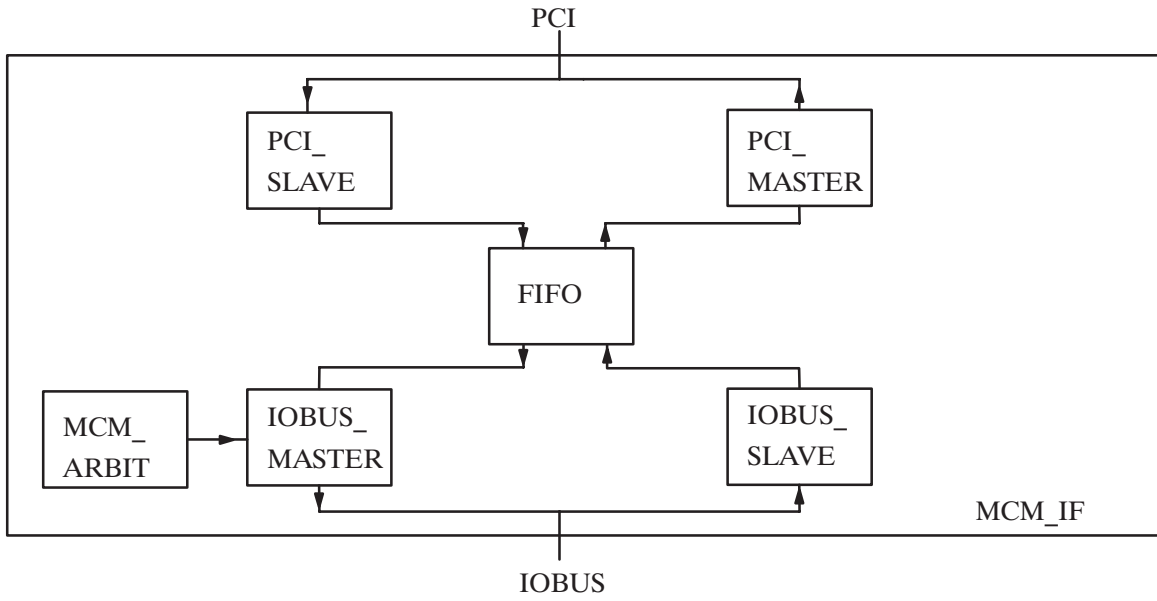 PCI
PCI_
SLAVE
PCI_
MASTER
FIFO
MCM_
ARBIT
IOBUS_
MASTER
IOBUS_
SLAVE
MCM_IF
IOBUS